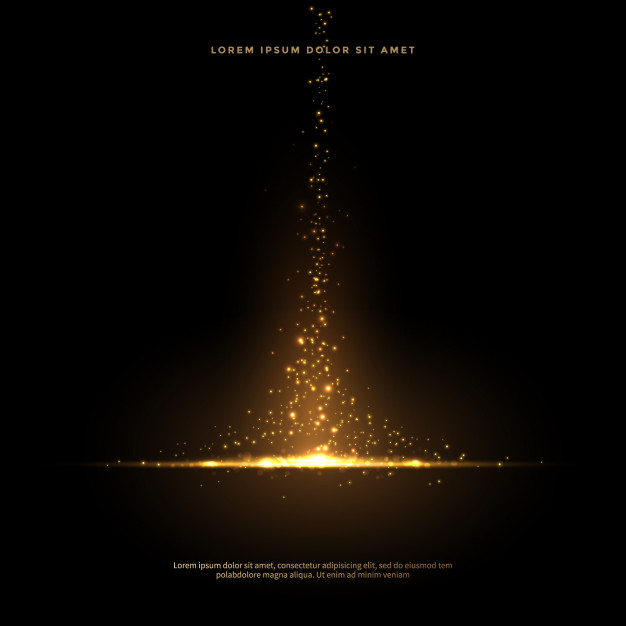 LOREM IPSUM DOLOR SIT AMET
Lorem ipsum dolor sit amet, consectetur adipisicing elit, sed do eiusmod
polabdolore magna aliqua. Ut enim ad minim veniam